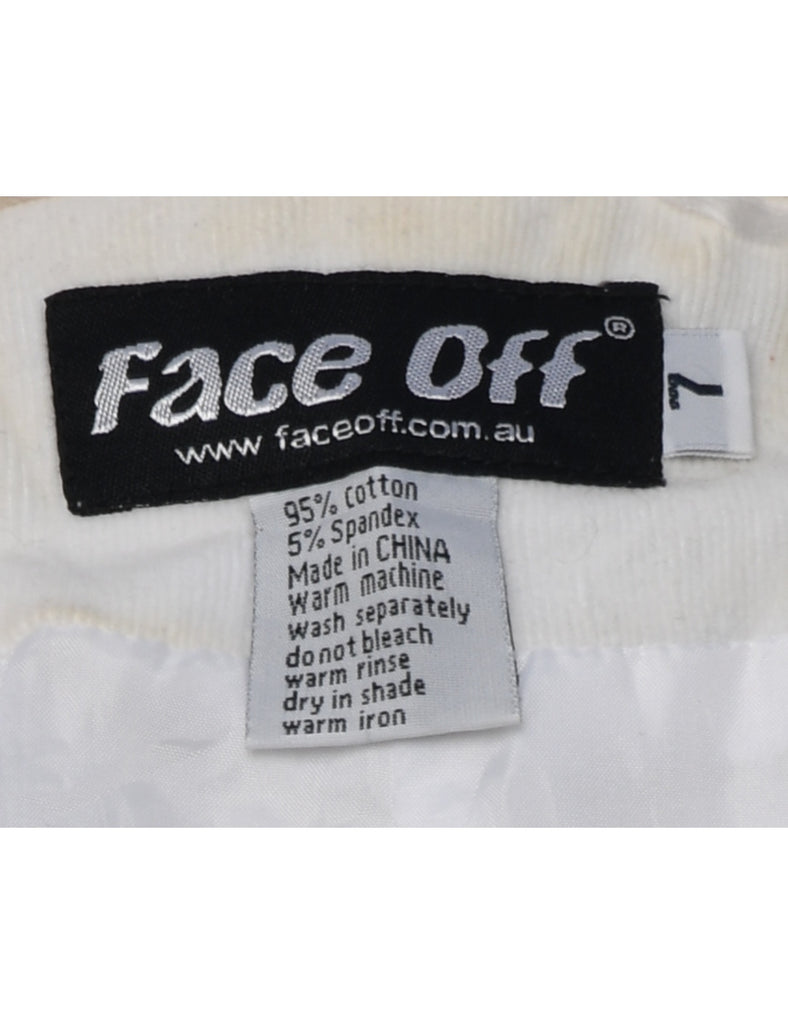 Face Off®
www.faceoff.com.au
7
95% Cotton
5% Spandex
Made in CHINA
Warm machine
wash separately
do not bleach
warm rinse
dry in shade
warm iron